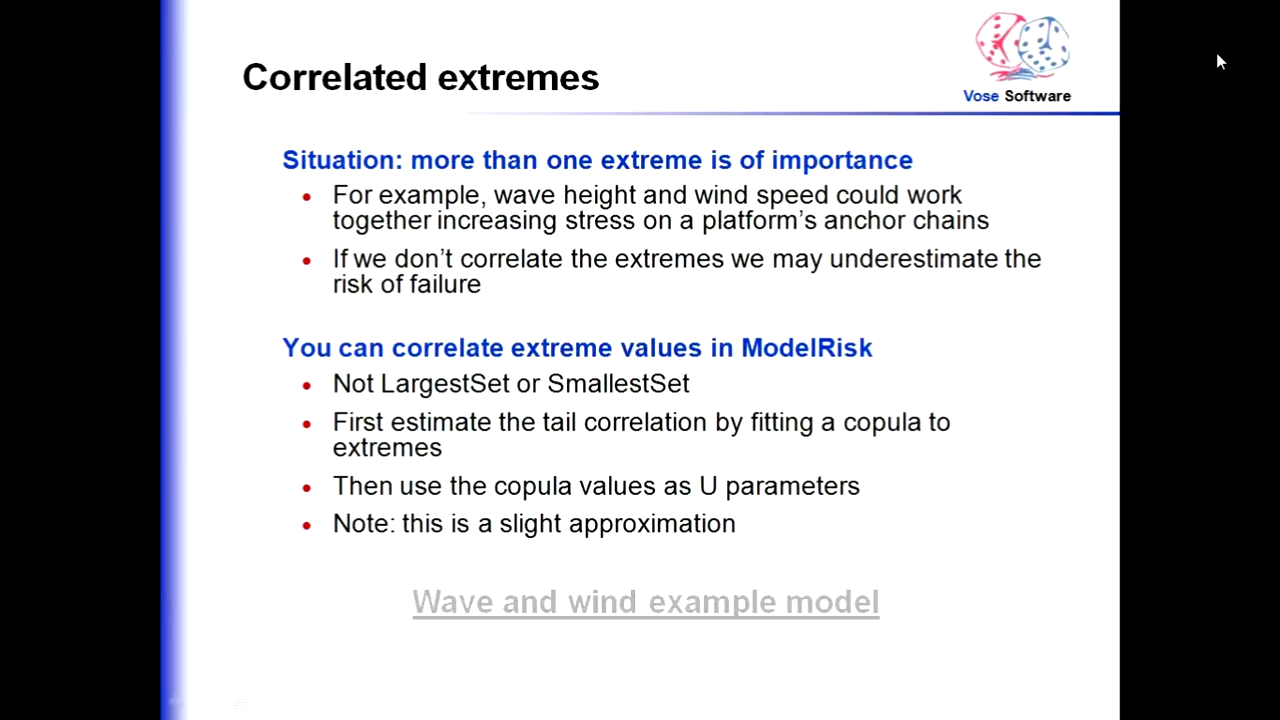 Correlated extremes
Vose Software
Situation: more than one extreme is of importance
• For example, wave height and wind speed could work
together increasing stress on a platform's anchor chains
• If we don't correlate the extremes we may underestimate the
risk of failure
You can correlate extreme values in ModelRisk
• Not LargestSet or SmallestSet
• First estimate the tail correlation by fitting a copula to
extremes
• Then use the copula values as U parameters
• Note: this is a slight approximation
Wave and wind example model